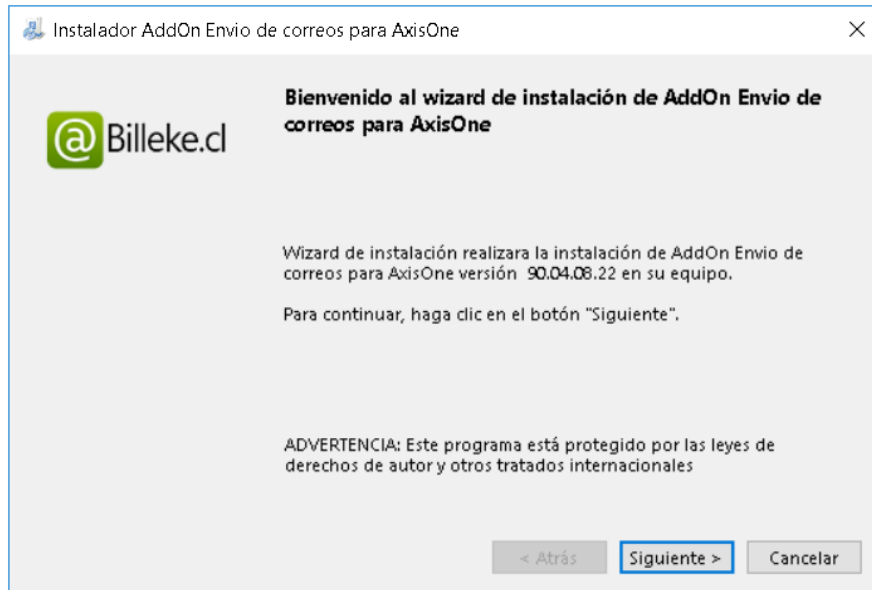 Instalador AddOn Envio de correos para AxisOne
@Billeke.cl
Bienvenido al wizard de instalación de AddOn Envio de
correos para AxisOne
Wizard de instalación realizara la instalación de AddOn Envio de
correos para AxisOne versión 90.04.08.22 en su equipo.
Para continuar, haga clic en el botón "Siguiente".
ADVERTENCIA: Este programa está protegido por las leyes de
derechos de autor y otros tratados internacionales
< Atrás Siguiente > Cancelar